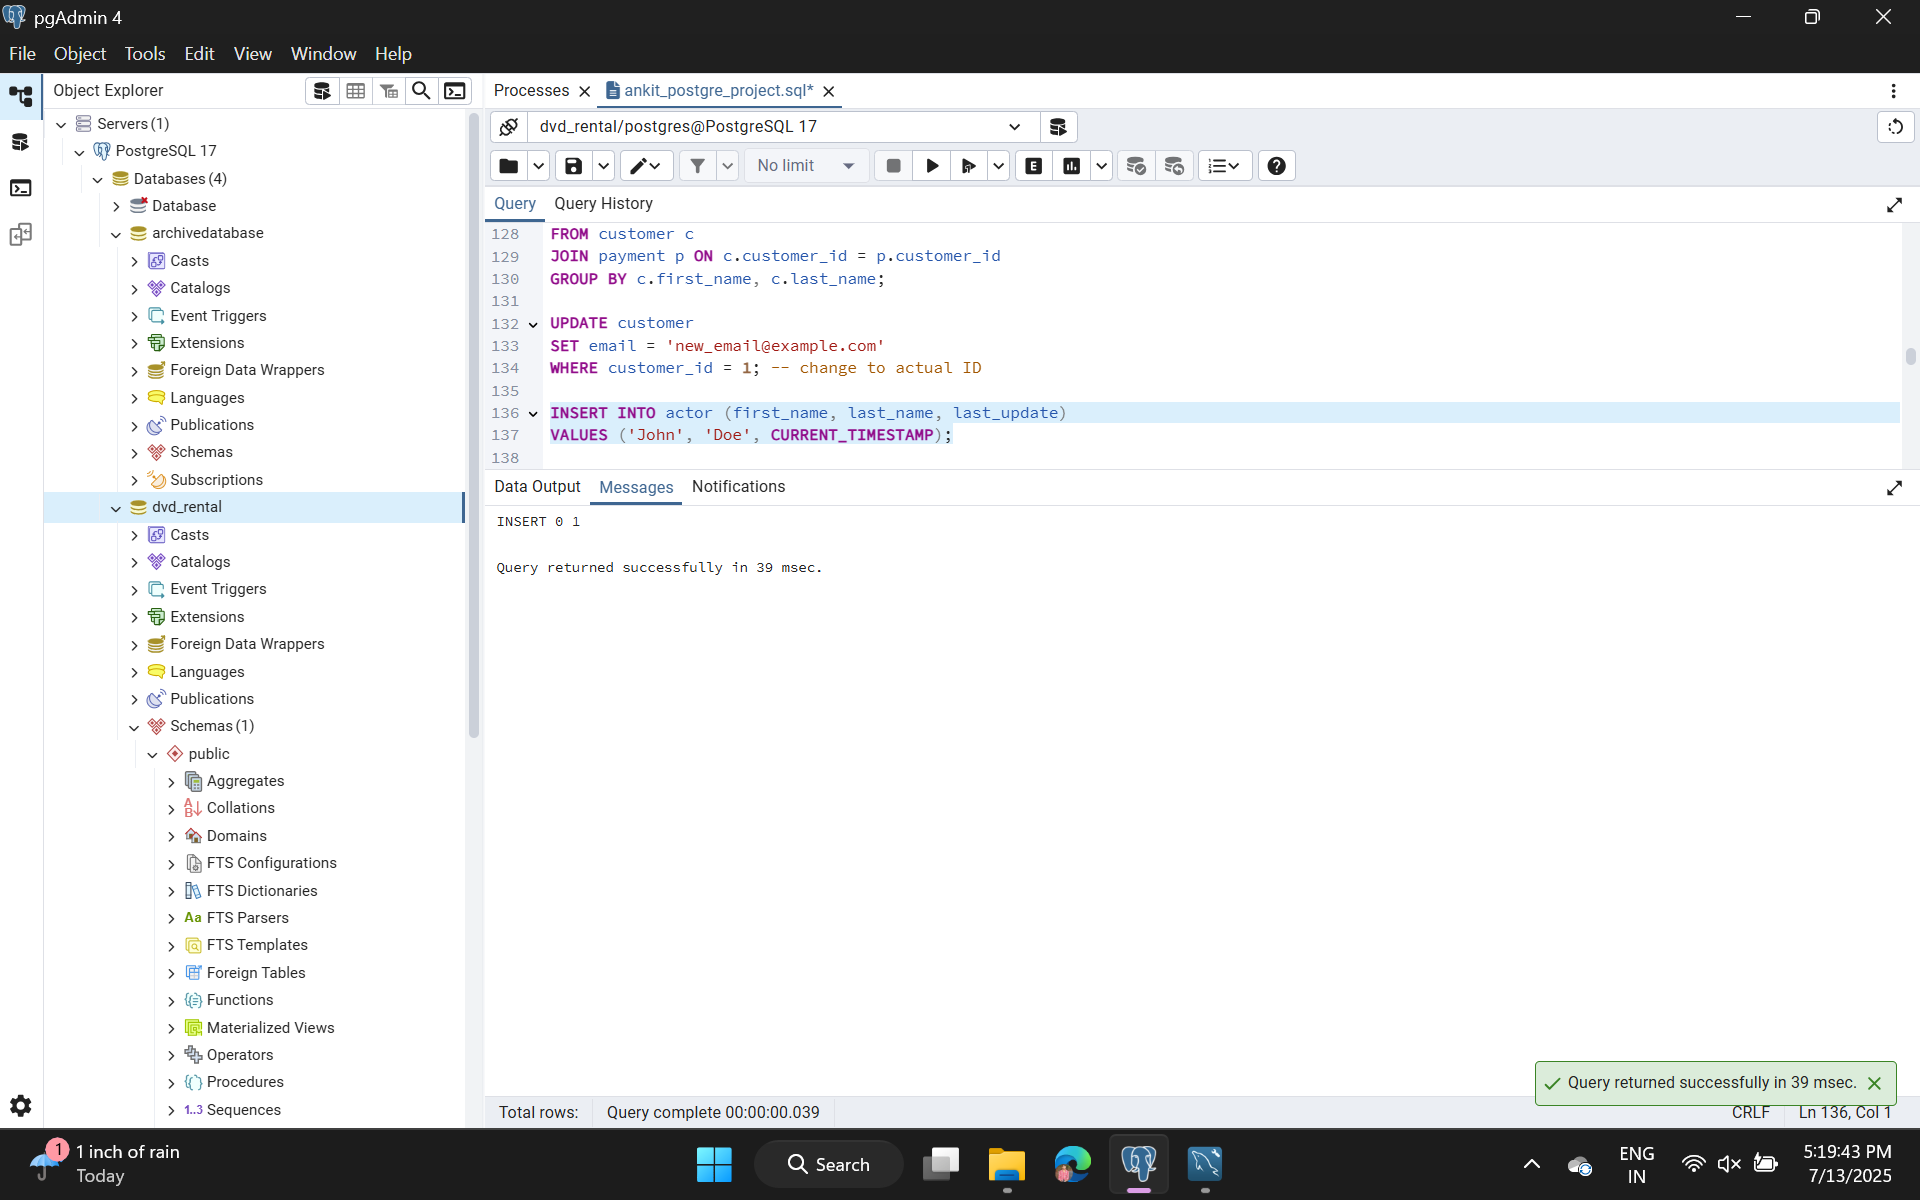 pgAdmin 4
File Object Tools Edit View Window Help
Object Explorer
Servers (1)
PostgreSQL 17
Databases (4)
Database
archivedatabase
Casts
Catalogs
Event Triggers
Extensions
Foreign Data Wrappers
Languages
Publications
Schemas
Subscriptions
dvd_rental
Casts
Catalogs
Event Triggers
Extensions
Foreign Data Wrappers
Languages
Publications
Schemas (1)
public
Aggregates
Collations
Domains
FTS Configurations
FTS Dictionaries
Aa FTS Parsers
FTS Templates
Foreign Tables
Functions
Materialized Views
Operators
Procedures
1..3 Sequences
Processes ankit_postgre_project.sql*
dvd_rental/postgres@PostgreSQL 17
No limit E
Query Query History
128 FROM customer c
129 JOIN payment p ON c.customer_id = p.customer_id
130 GROUP BY c.first_name, c.last_name;
131
132 UPDATE customer
133 SET email = 'new_email@example.com'
134 WHERE customer_id = 1; -- change to actual ID
135
136 INSERT INTO actor (first_name, last_name, last_update)
137 VALUES ('John', 'Doe', CURRENT_TIMESTAMP);
138
Data Output Messages Notifications
INSERT 0 1
Query returned successfully in 39 msec.
Query returned successfully in 39 msec.
Total rows: Query complete 00:00:00.039 CRLF Ln 136, Col 1
1
1 inch of rain
Today
Search
ENG
IN
5:19:43 PM
7/13/2025